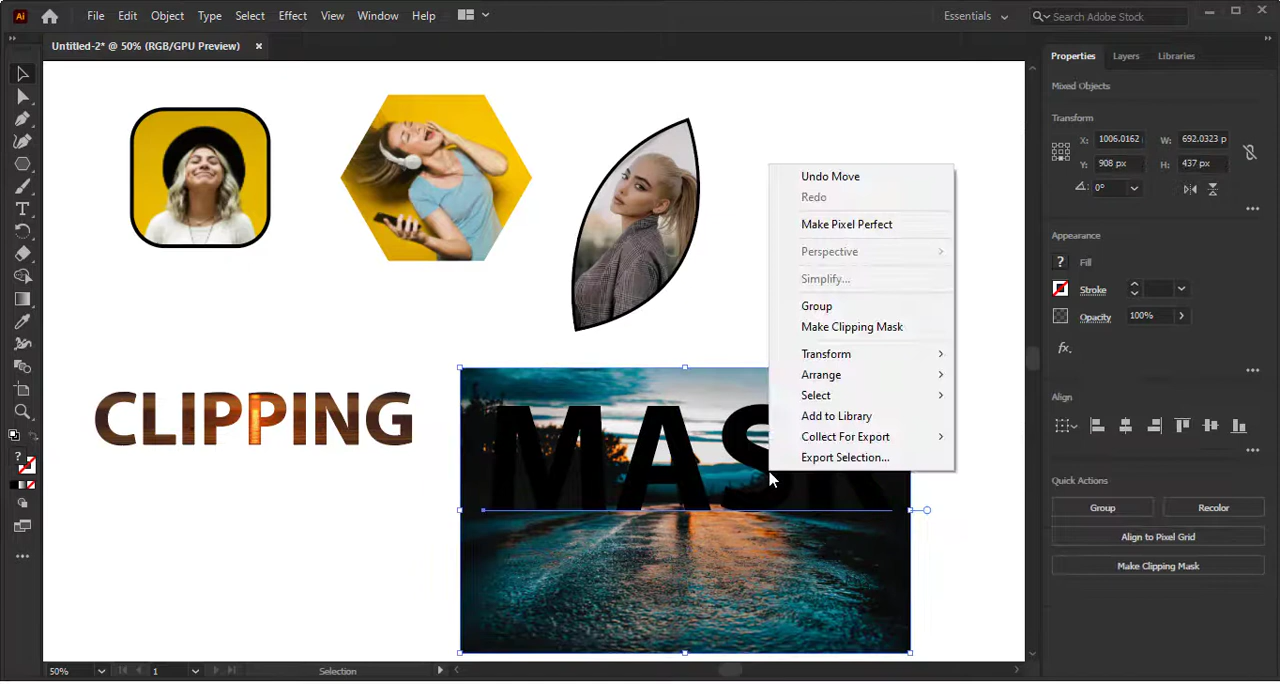 Ai File Edit Object Type Select Effect View Window Help Essentials Search Adobe Stock
Untitled-2* @ 50% (RGB/GPU Preview) ×
Properties Layers Libraries
Mixed Objects
Transform
X: 1006.0162 W: 692.0323 p
Y: 908 px H: 437 px
0°
Appearance
? Fill
Stroke
Opacity 100%
fx.
Align
Quick Actions
Group Recolor
Align to Pixel Grid
Make Clipping Mask
Undo Move
Redo
Make Pixel Perfect
Perspective
Simplify...
Group
Make Clipping Mask
Transform
Arrange
Select
Add to Library
Collect For Export
Export Selection...
CLIPPING
MASK
50% 1 Selection